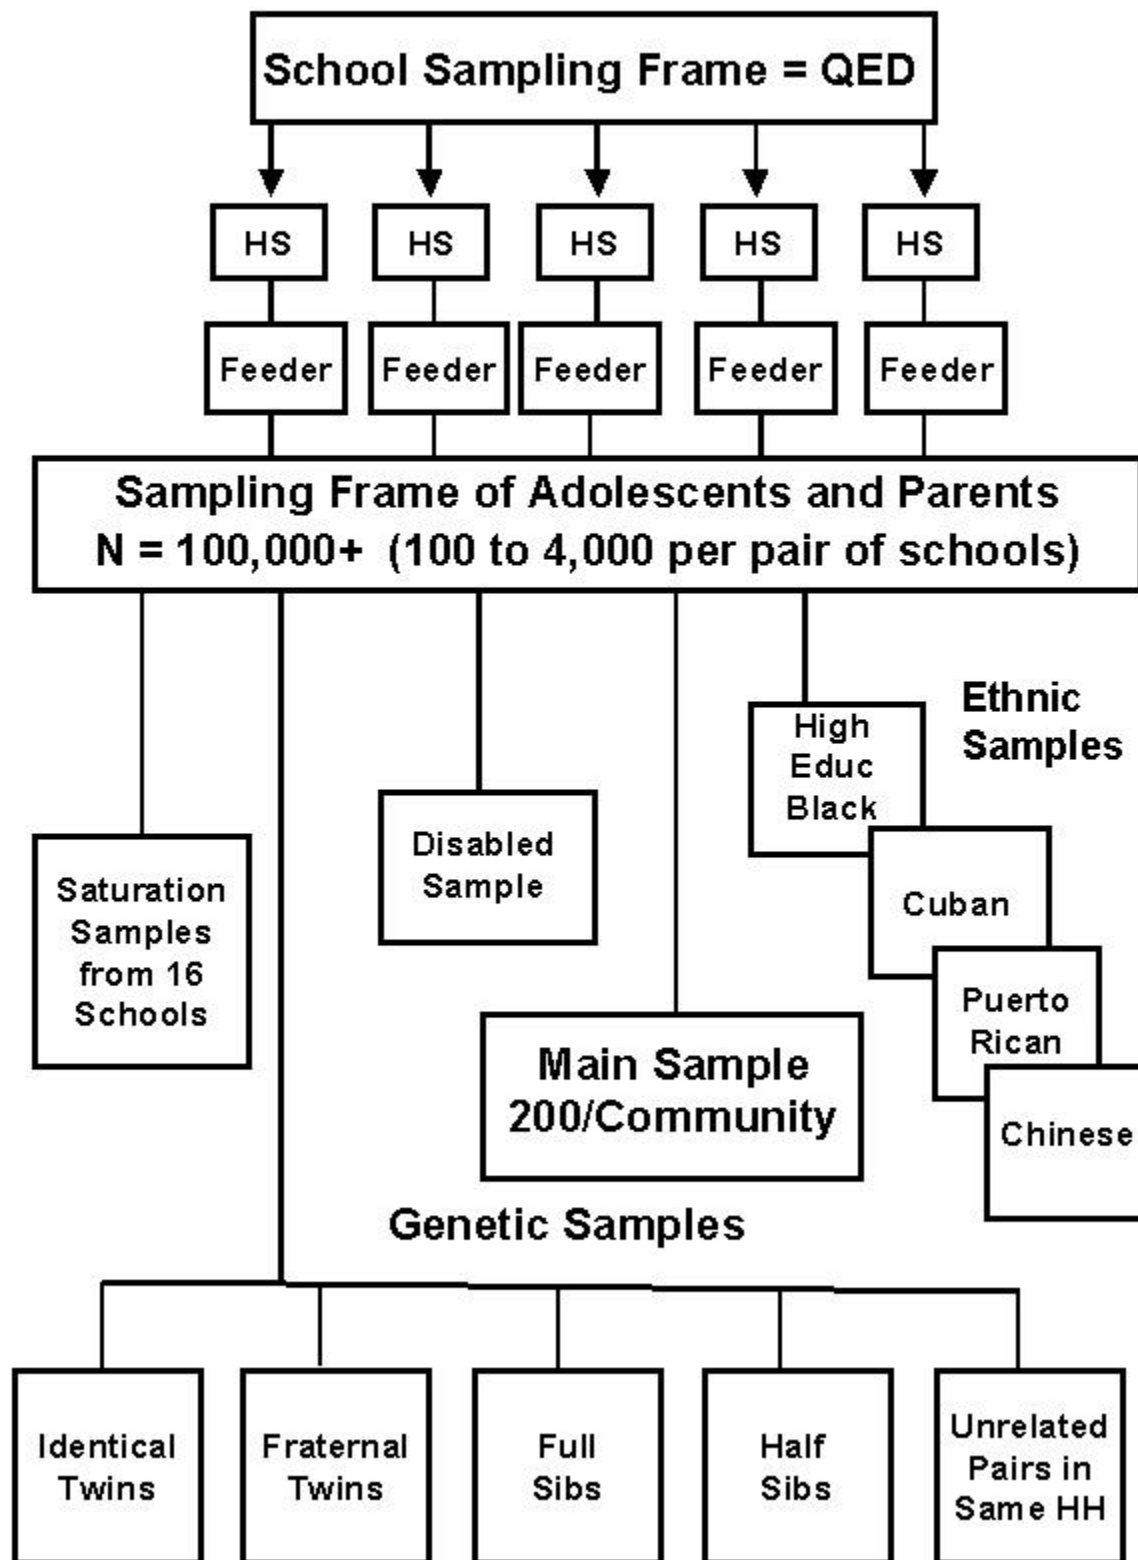 School Sampling Frame = QED
HS
HS
HS
HS
HS
Feeder
Feeder
Feeder
Feeder
Feeder
Sampling Frame of Adolescents and Parents
N = 100,000+ (100 to 4,000 per pair of schools)
Ethnic
Samples
High
Educ
Black
Cuban
Puerto
Rican
Chinese
Disabled
Sample
Saturation
Samples
from 16
Schools
Main Sample
200/Community
Genetic Samples
Identical
Twins
Fraternal
Twins
Full
Sibs
Half
Sibs
Unrelated
Pairs in
Same HH